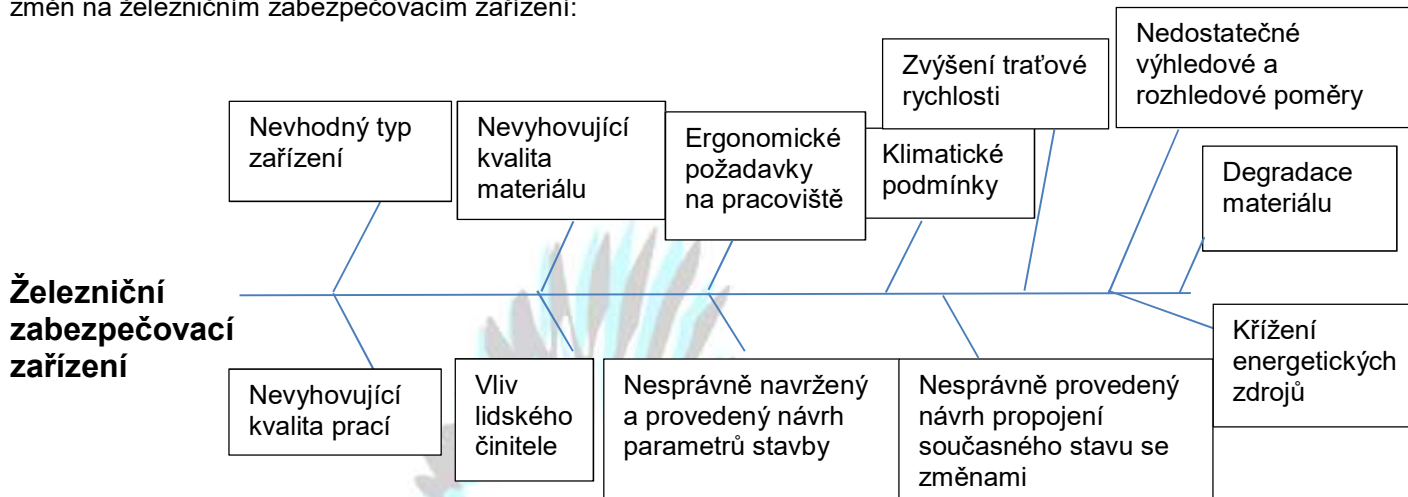 změn na železničním zabezpečovacím zařízení:
Nevhodný typ
zařízení
Nevyhovující
kvalita
materiálu
Ergonomické
požadavky
na pracoviště
Klimatické
podmínky
Zvýšení traťové
rychlosti
Nedostatečné
výhledové a
rozhledové poměry
Degradace
materiálu
Železniční
zabezpečovací
zařízení
Nevyhovující
kvalita prací
Vliv
lidského
činitele
Nesprávně navržený
a provedený návrh
parametrů stavby
Nesprávně provedený
návrh propojení
současného stavu se
změnami
Křížení
energetických
zdrojů